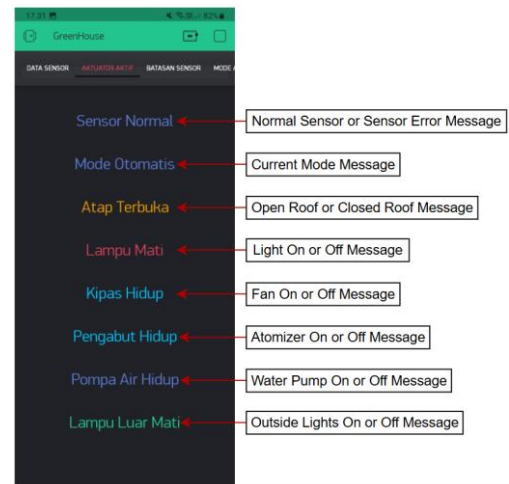 17.31 82%
GreenHouse
DATA SENSOR AKTUATOR AKTIF BATASAN SENSOR MODE A
Sensor Normal Normal Sensor or Sensor Error Message
Mode Otomatis Current Mode Message
Atap Terbuka Open Roof or Closed Roof Message
Lampu Mati Light On or Off Message
Kipas Hidup Fan On or Off Message
Pengabut Hidup Atomizer On or Off Message
Pompa Air Hidup Water Pump On or Off Message
Lampu Luar Mati Outside Lights On or Off Message